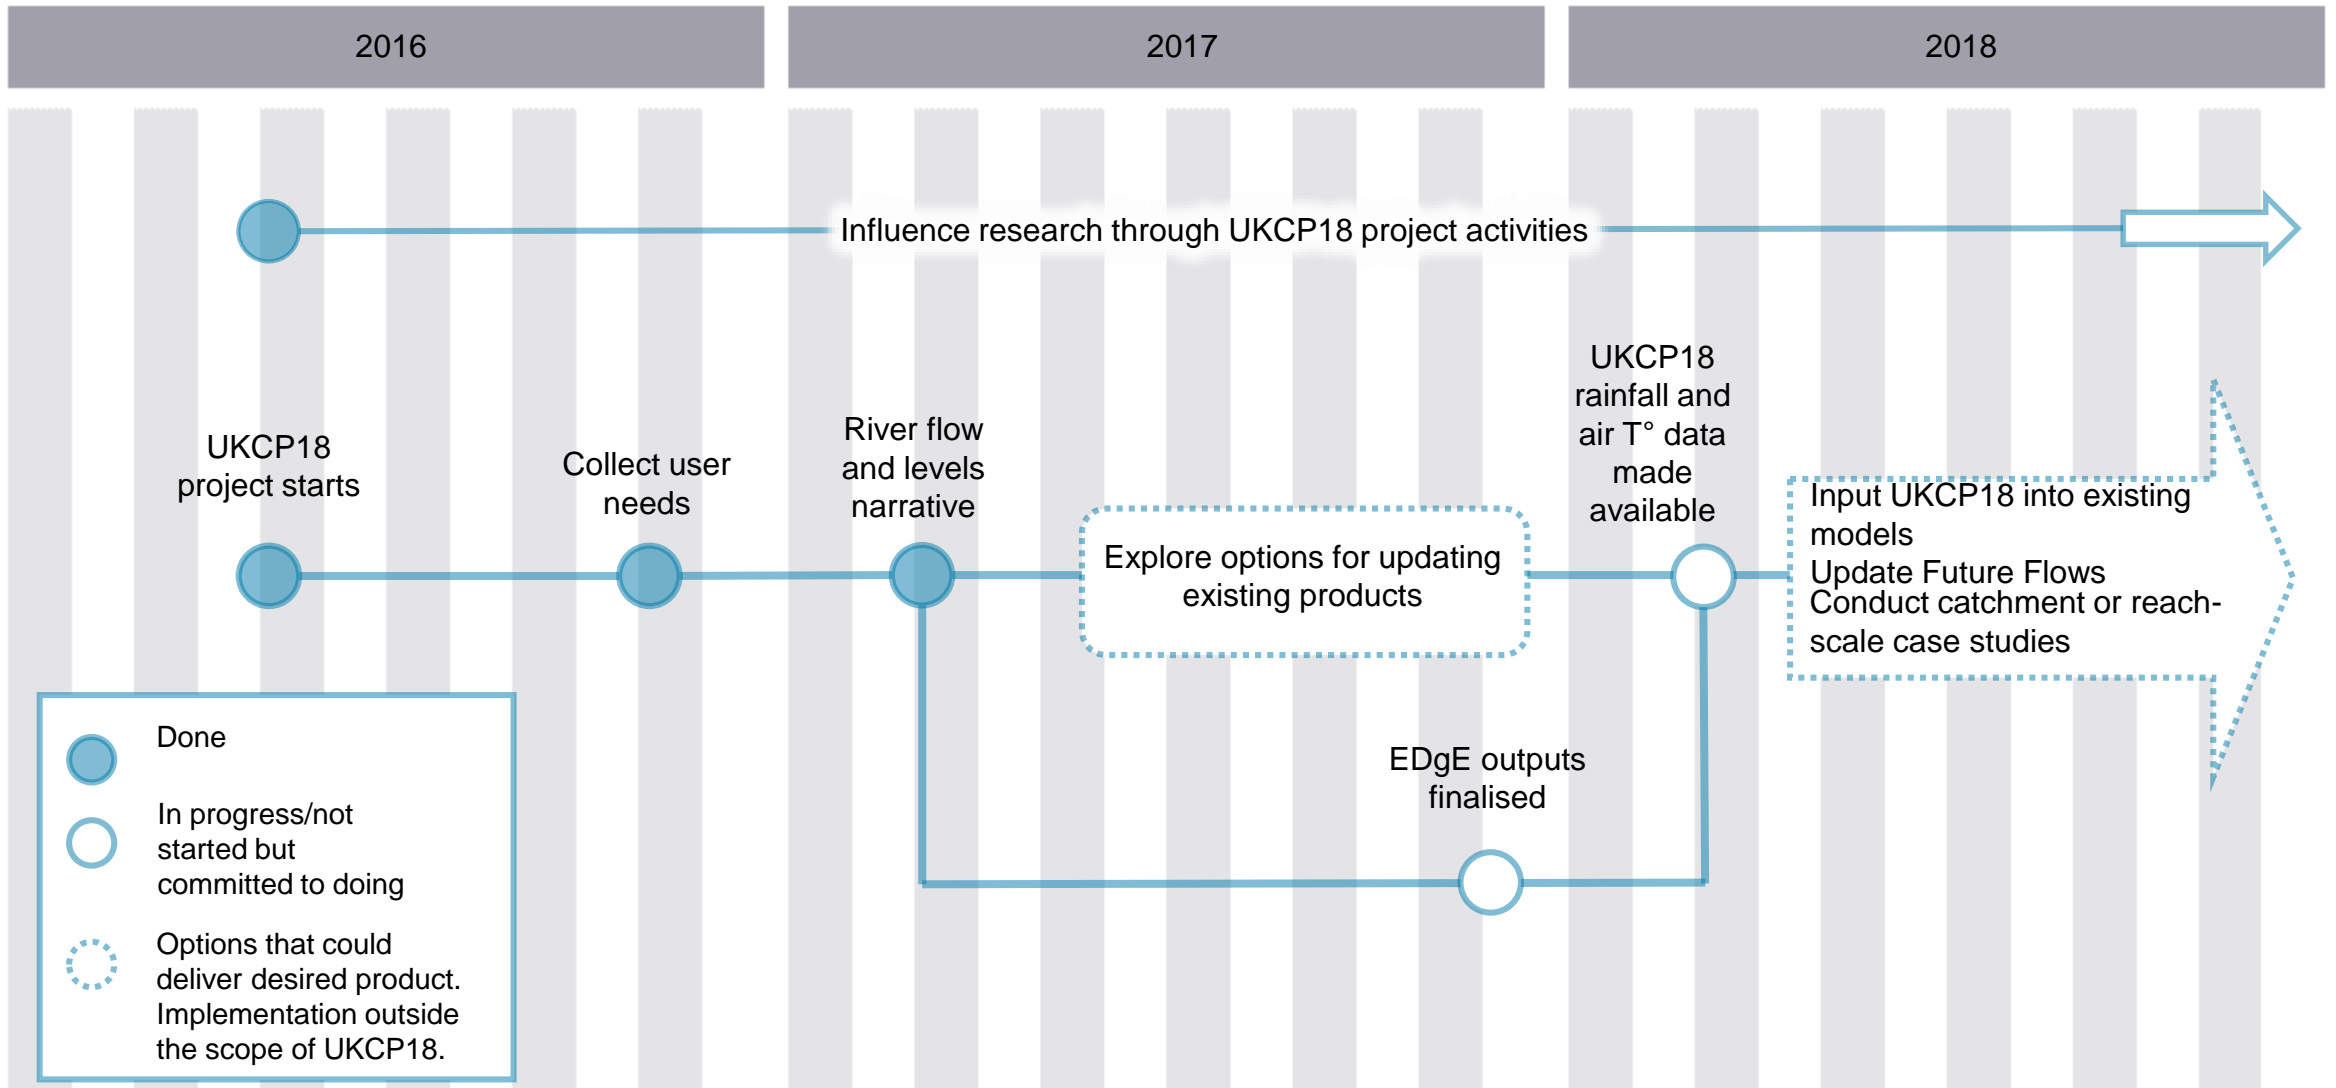 2016
2017
2018
Influence research through UKCP18 project activities
UKCP18
project starts
Collect user
needs
River flow
and levels
narrative
Explore options for updating
existing products
UKCP18
rainfall and
air T° data
made
available
Input UKCP18 into existing
models
Update Future Flows
Conduct catchment or reach-
scale case studies
EDgE outputs
finalised
Done
In progress/not
started but
committed to doing
Options that could
deliver desired product.
Implementation outside
the scope of UKCP18.